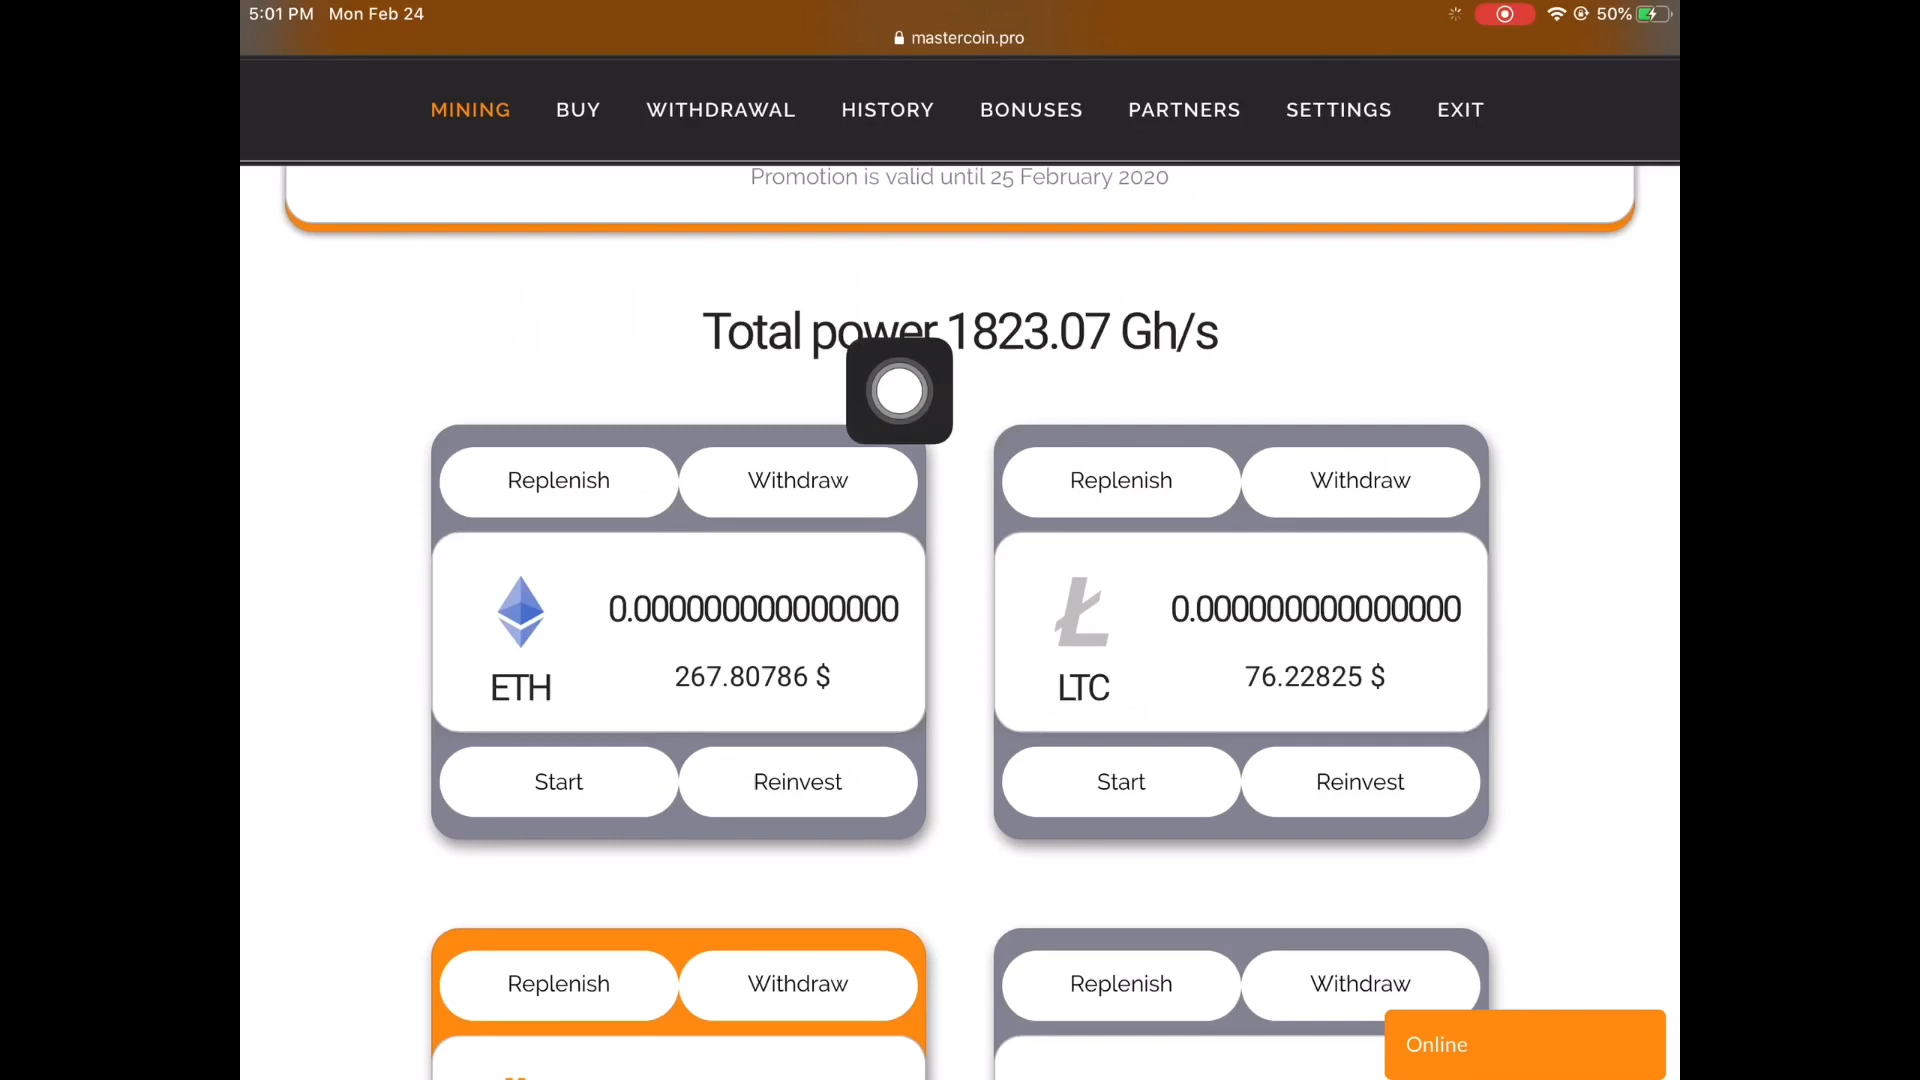 5:01 PM Mon Feb 24
50%
mastercoin.pro
MINING BUY WITHDRAWAL HISTORY BONUSES PARTNERS SETTINGS EXIT
Promotion is valid until 25 February 2020
Total power 1823.07 Gh/s
Replenish Withdraw
0.000000000000000
ETH
267.80786 $
Start Reinvest
Replenish Withdraw
0.000000000000000
LTC
76.22825 $
Start Reinvest
Replenish Withdraw
Replenish Withdraw
Online